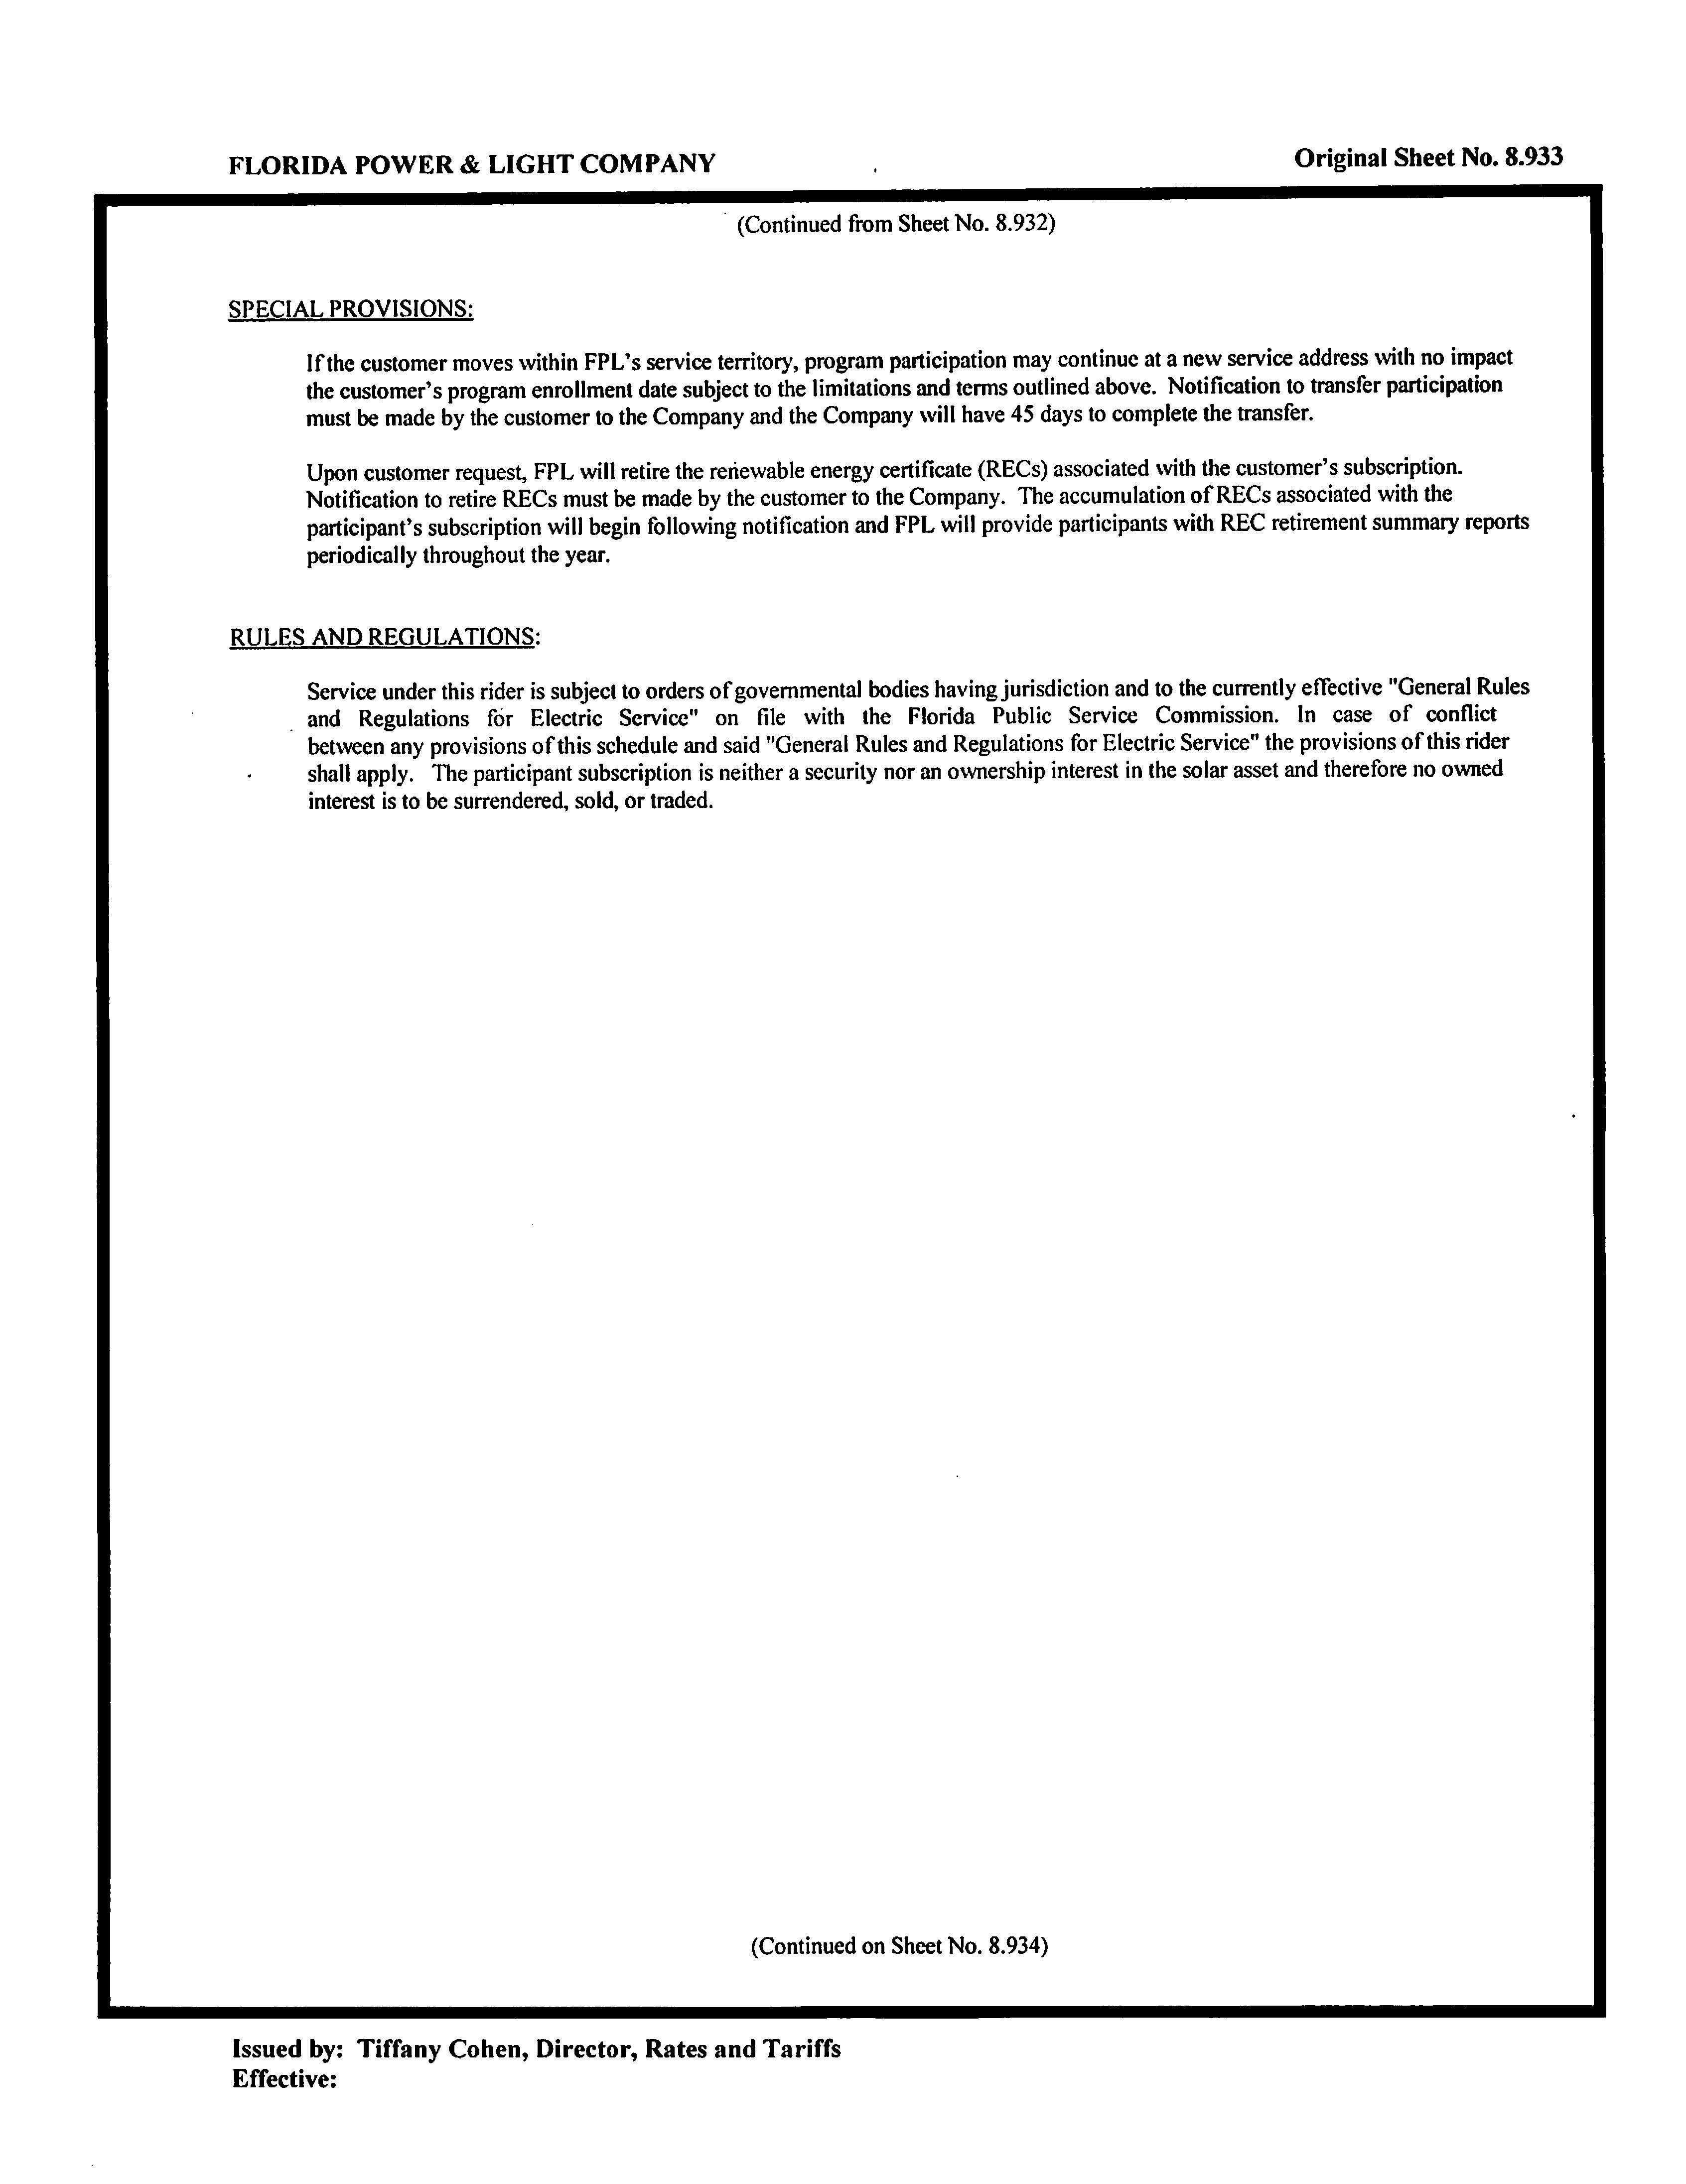 FLORIDA POWER & LIGHT COMPANY
Original Sheet No. 8.933
(Continued from Sheet No. 8.932)
SPECIAL PROVISIONS:
If the customer moves within FPL's service territory, program participation may continue at a new service address with no impact
the customer's program enrollment date subject to the limitations and terms outlined above. Notification to transfer participation
must be made by the customer to the Company and the Company will have 45 days to complete the transfer.
Upon customer request, FPL will retire the renewable energy certificate (RECs) associated with the customer's subscription.
Notification to retire RECs must be made by the customer to the Company. The accumulation of RECs associated with the
participant's subscription will begin following notification and FPL will provide participants with REC retirement summary reports
periodically throughout the year.
RULES AND REGULATIONS:
Service under this rider is subject to orders of governmental bodies having jurisdiction and to the currently effective "General Rules
and Regulations for Electric Service" on file with the Florida Public Service Commission. In case of conflict
between any provisions of this schedule and said "General Rules and Regulations for Electric Service" the provisions of this rider
shall apply. The participant subscription is neither a security nor an ownership interest in the solar asset and therefore no owned
interest is to be surrendered, sold, or traded.
(Continued on Sheet No. 8.934)
Issued by: Tiffany Cohen, Director, Rates and Tariffs
Effective: